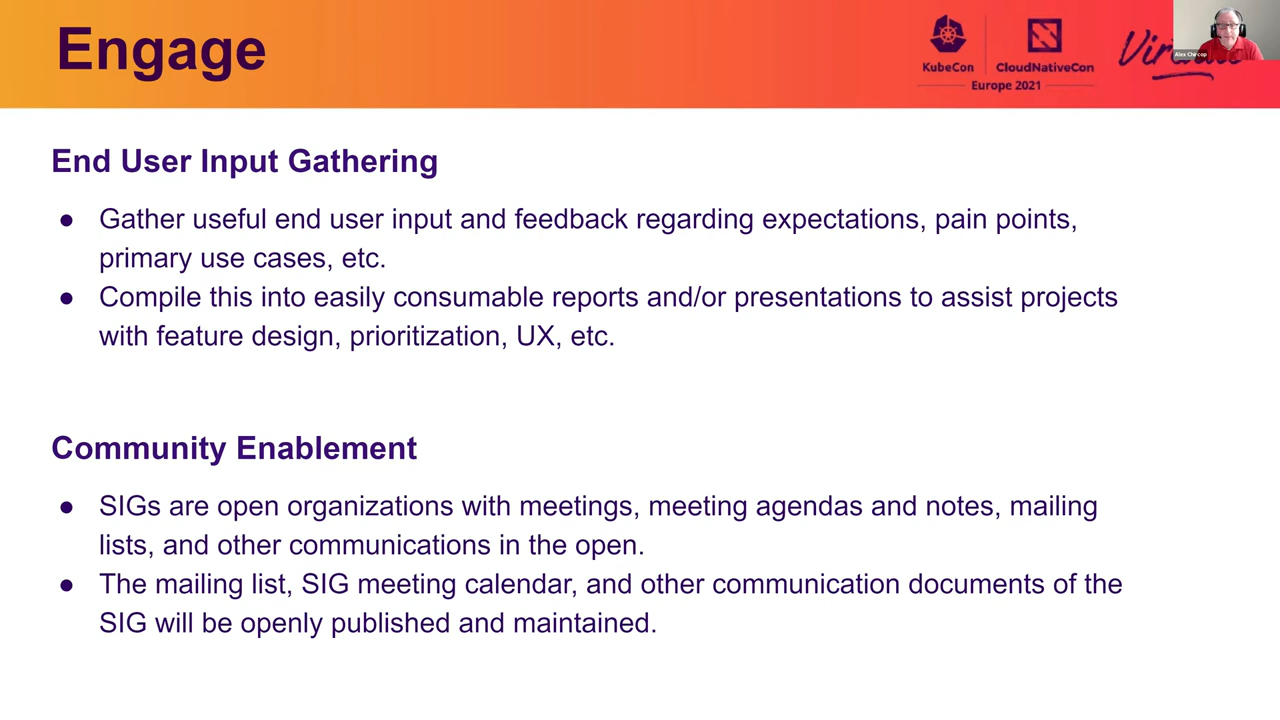 Engage
KubeCon
CloudNativeCon
Europe 2021
Alex Chircop
End User Input Gathering
● Gather useful end user input and feedback regarding expectations, pain points,
primary use cases, etc.
● Compile this into easily consumable reports and/or presentations to assist projects
with feature design, prioritization, UX, etc.
Community Enablement
● SIGs are open organizations with meetings, meeting agendas and notes, mailing
lists, and other communications in the open.
● The mailing list, SIG meeting calendar, and other communication documents of the
SIG will be openly published and maintained.